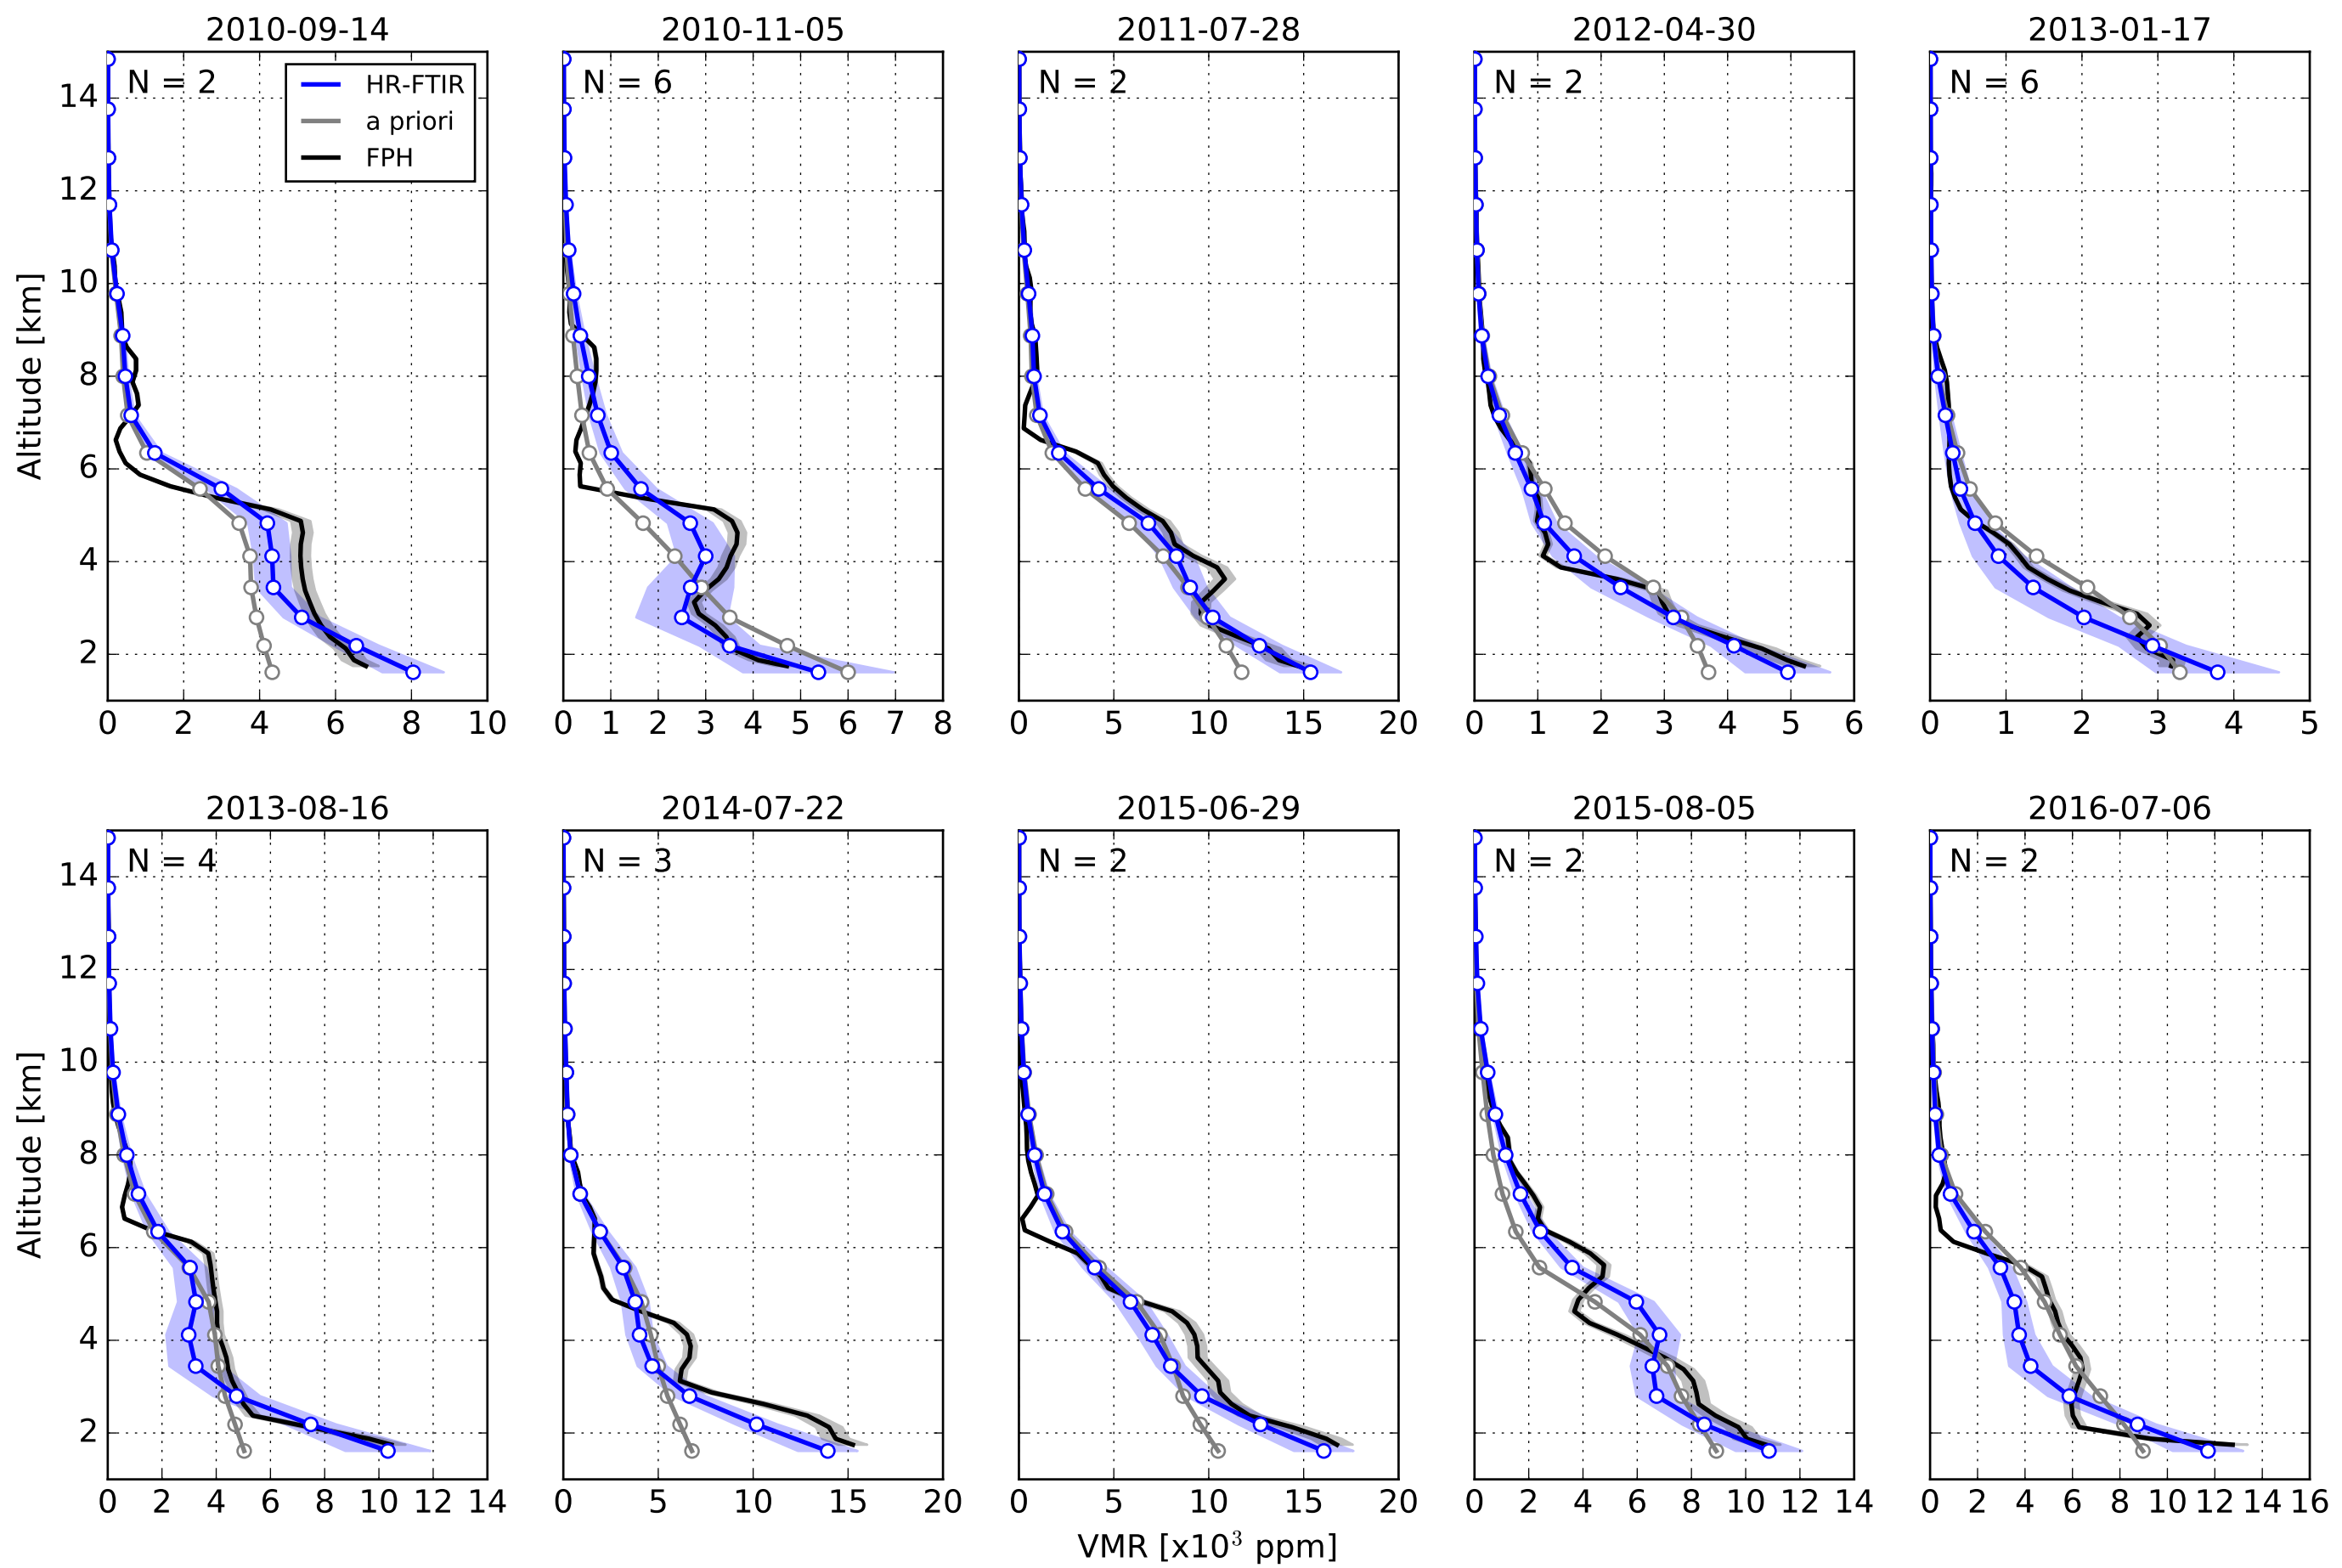 2010-09-14 2010-11-05 2011-07-28 2012-04-30 2013-01-17
N = 2 N = 6 N = 2 N = 2 N = 6
HR-FTIR
a priori
FPH
Altitude [km]
14
12
10
8
6
4
2
0 2 4 6 8 10
0 1 2 3 4 5 6 7 8
0 5 10 15 20
0 1 2 3 4 5 6
0 1 2 3 4 5
2013-08-16 2014-07-22 2015-06-29 2015-08-05 2016-07-06
N = 4 N = 3 N = 2 N = 2 N = 2
Altitude [km]
14
12
10
8
6
4
2
0 2 4 6 8 10 12 14
0 5 10 15 20
0 5 10 15 20
0 2 4 6 8 10 12 14
0 2 4 6 8 10 12 14 16
VMR [x10³ ppm]